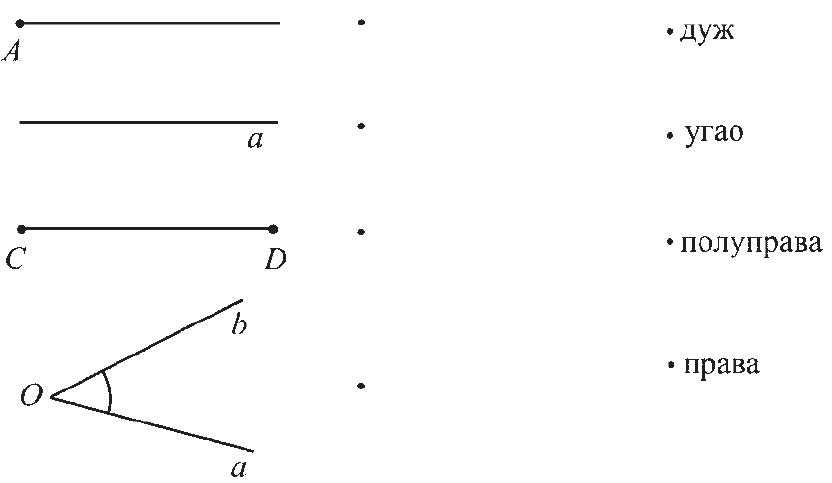 A
• дуж
a
• угао
C D
• полуправа
b
• права
O
a